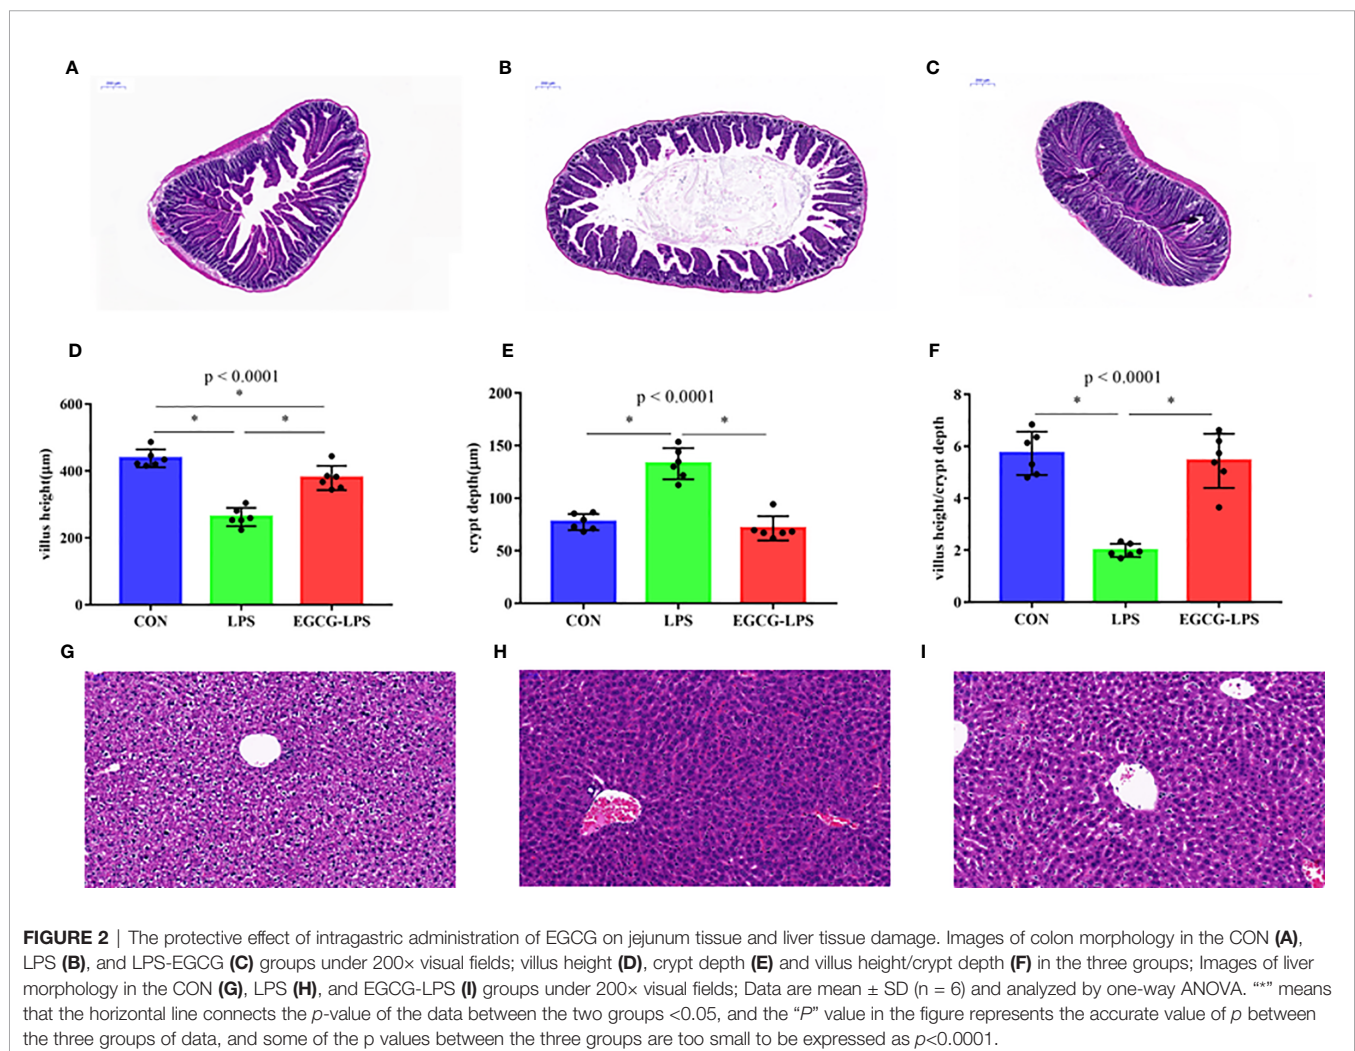 A
B
C
D
p < 0.0001
*
*
*
600
400
200
0
villus height(μm)
CON
LPS
EGCG-LPS
E
p < 0.0001
*
*
200
150
100
50
0
crypt depth(μm)
CON
LPS
EGCG-LPS
F
p < 0.0001
*
*
8
6
4
2
0
villus height/crypt depth
CON
LPS
EGCG-LPS
G
H
I
FIGURE 2 | The protective effect of intragastric administration of EGCG on jejunum tissue and liver tissue damage. Images of colon morphology in the CON (A),
LPS (B), and LPS-EGCG (C) groups under 200× visual fields; villus height (D), crypt depth (E) and villus height/crypt depth (F) in the three groups; Images of liver
morphology in the CON (G), LPS (H), and EGCG-LPS (I) groups under 200× visual fields; Data are mean ± SD (n = 6) and analyzed by one-way ANOVA. “*” means
that the horizontal line connects the p-value of the data between the two groups <0.05, and the “P” value in the figure represents the accurate value of p between
the three groups of data, and some of the p values between the three groups are too small to be expressed as p<0.0001.